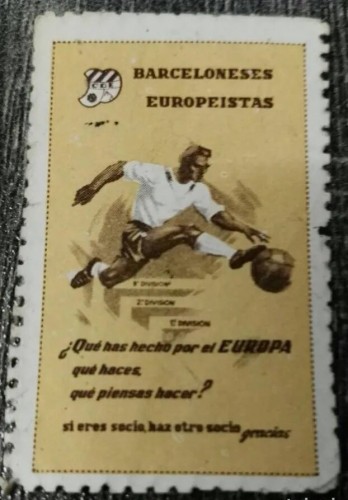 C.E.E
BARCELONESES
EUROPEISTAS
3ª DIVISION
2ª DIVISION
1ª DIVISION
¿Qué has hecho por el EUROPA
qué haces,
qué piensas hacer?
si eres socio, haz otro socio gracias